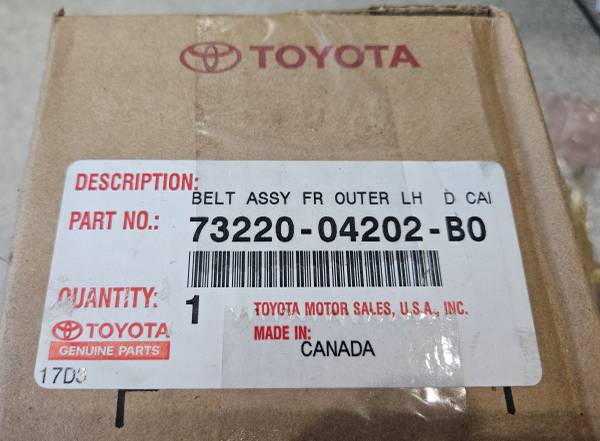 TOYOTA
DESCRIPTION:
BELT ASSY FR OUTER LH D CAI
PART NO.: 73220-04202-B0
QUANTITY: 1
TOYOTA MOTOR SALES, U.S.A., INC.
TOYOTA
MADE IN:
GENUINE PARTS
CANADA